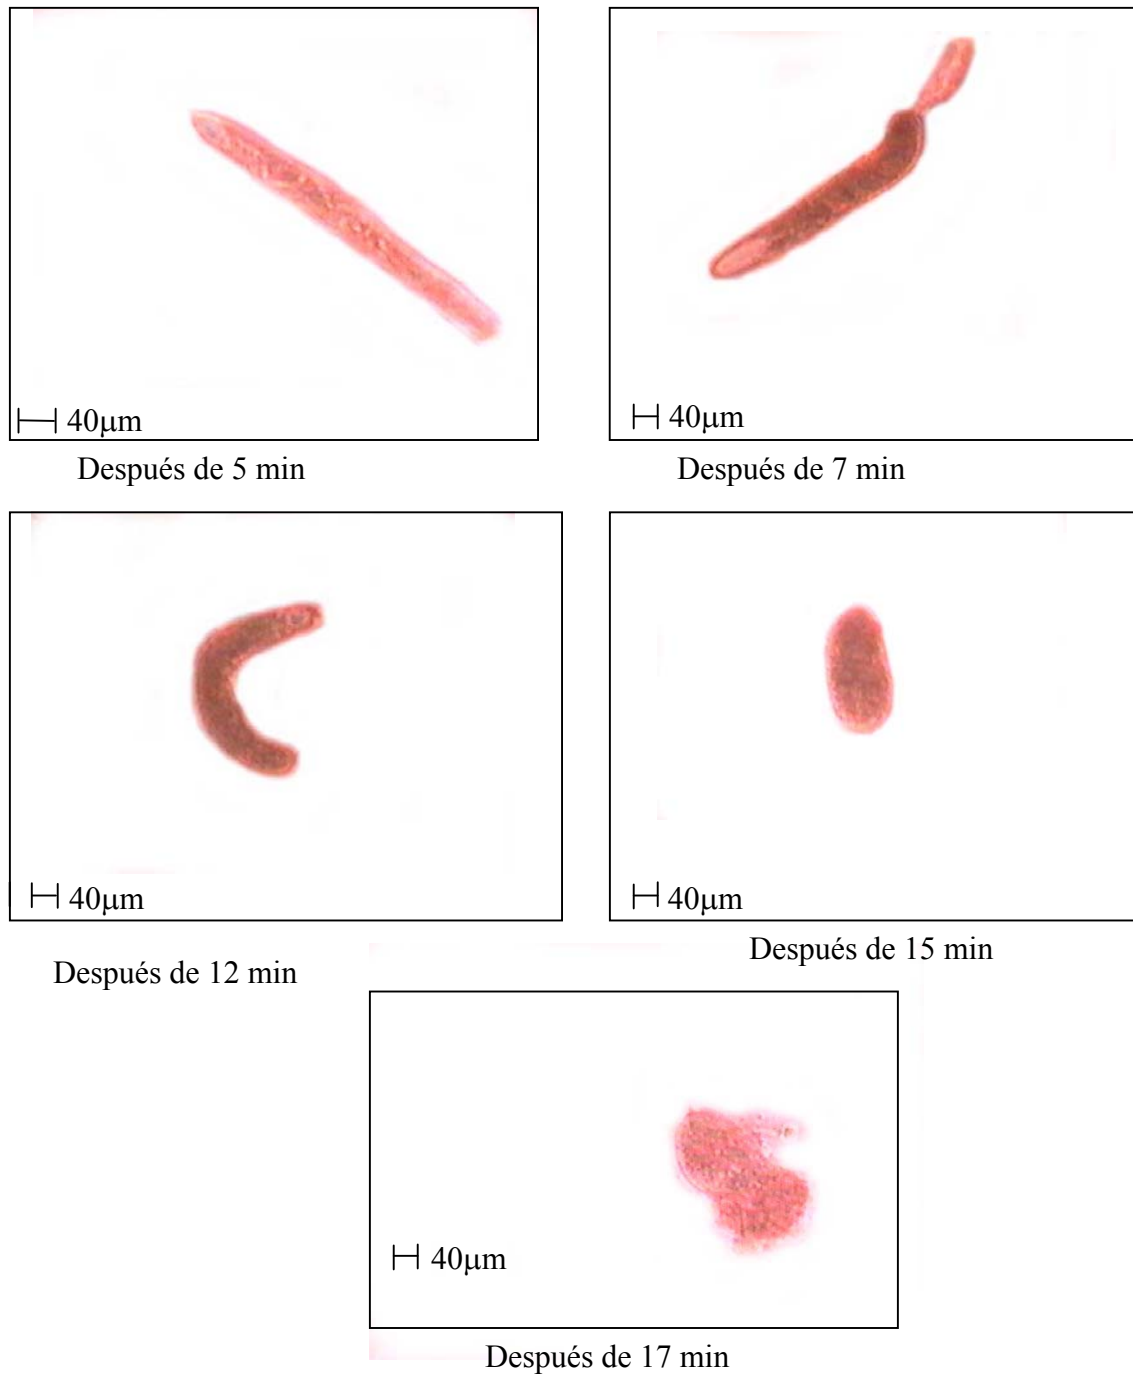 40μm
40μm
Después de 5 min
Después de 7 min
40μm
40μm
Después de 15 min
Después de 12 min
40μm
Después de 17 min